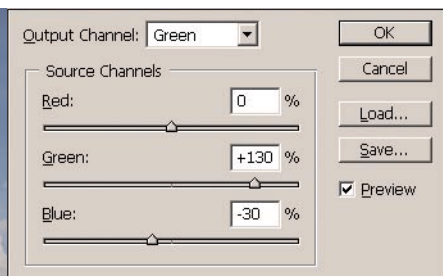 Output Channel: Green
OK
Source Channels
Cancel
Red: 0 %
Load...
Green: +130 %
Save...
Preview
Blue: -30 %